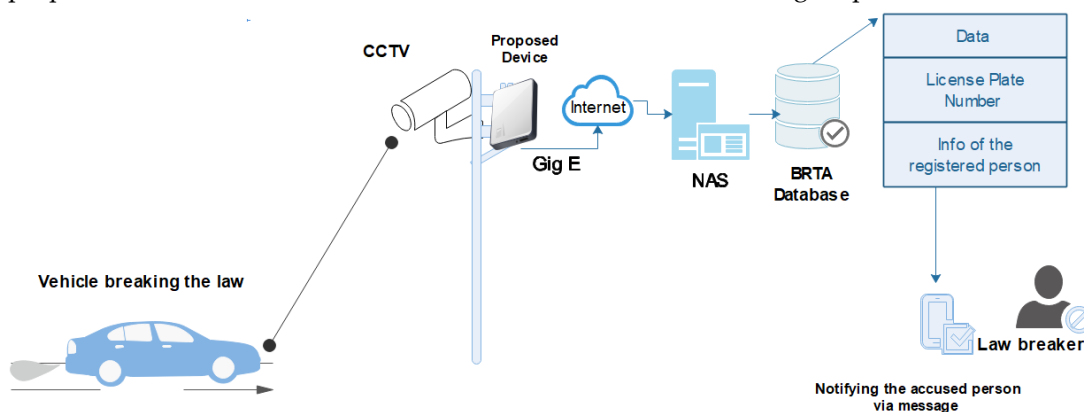 CCTV
Proposed
Device
Internet
Gig E
NAS
BRTA
Database
Data
License Plate
Number
Info of the
registered person
Vehicle breaking the law
Law breaker
Notifying the accused person
via message